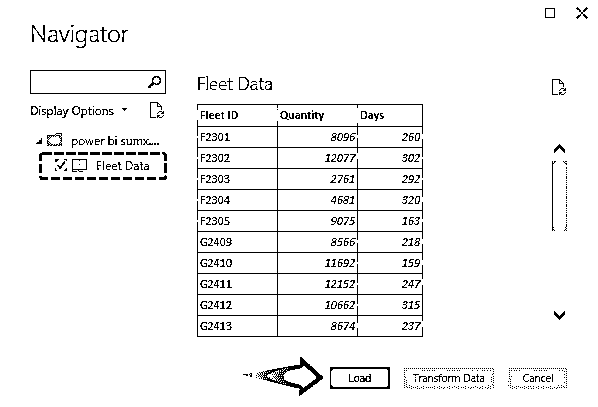 Navigator
Fleet Data
Display Options
power bi sumx....
Fleet Data
Fleet ID Quantity Days
F2301 8096 260
F2302 12077 302
F2303 2761 292
F2304 4681 320
F2305 9075 163
G2409 8566 218
G2410 11692 159
G2411 12152 247
G2412 10662 315
G2413 8674 237
Load Transform Data Cancel